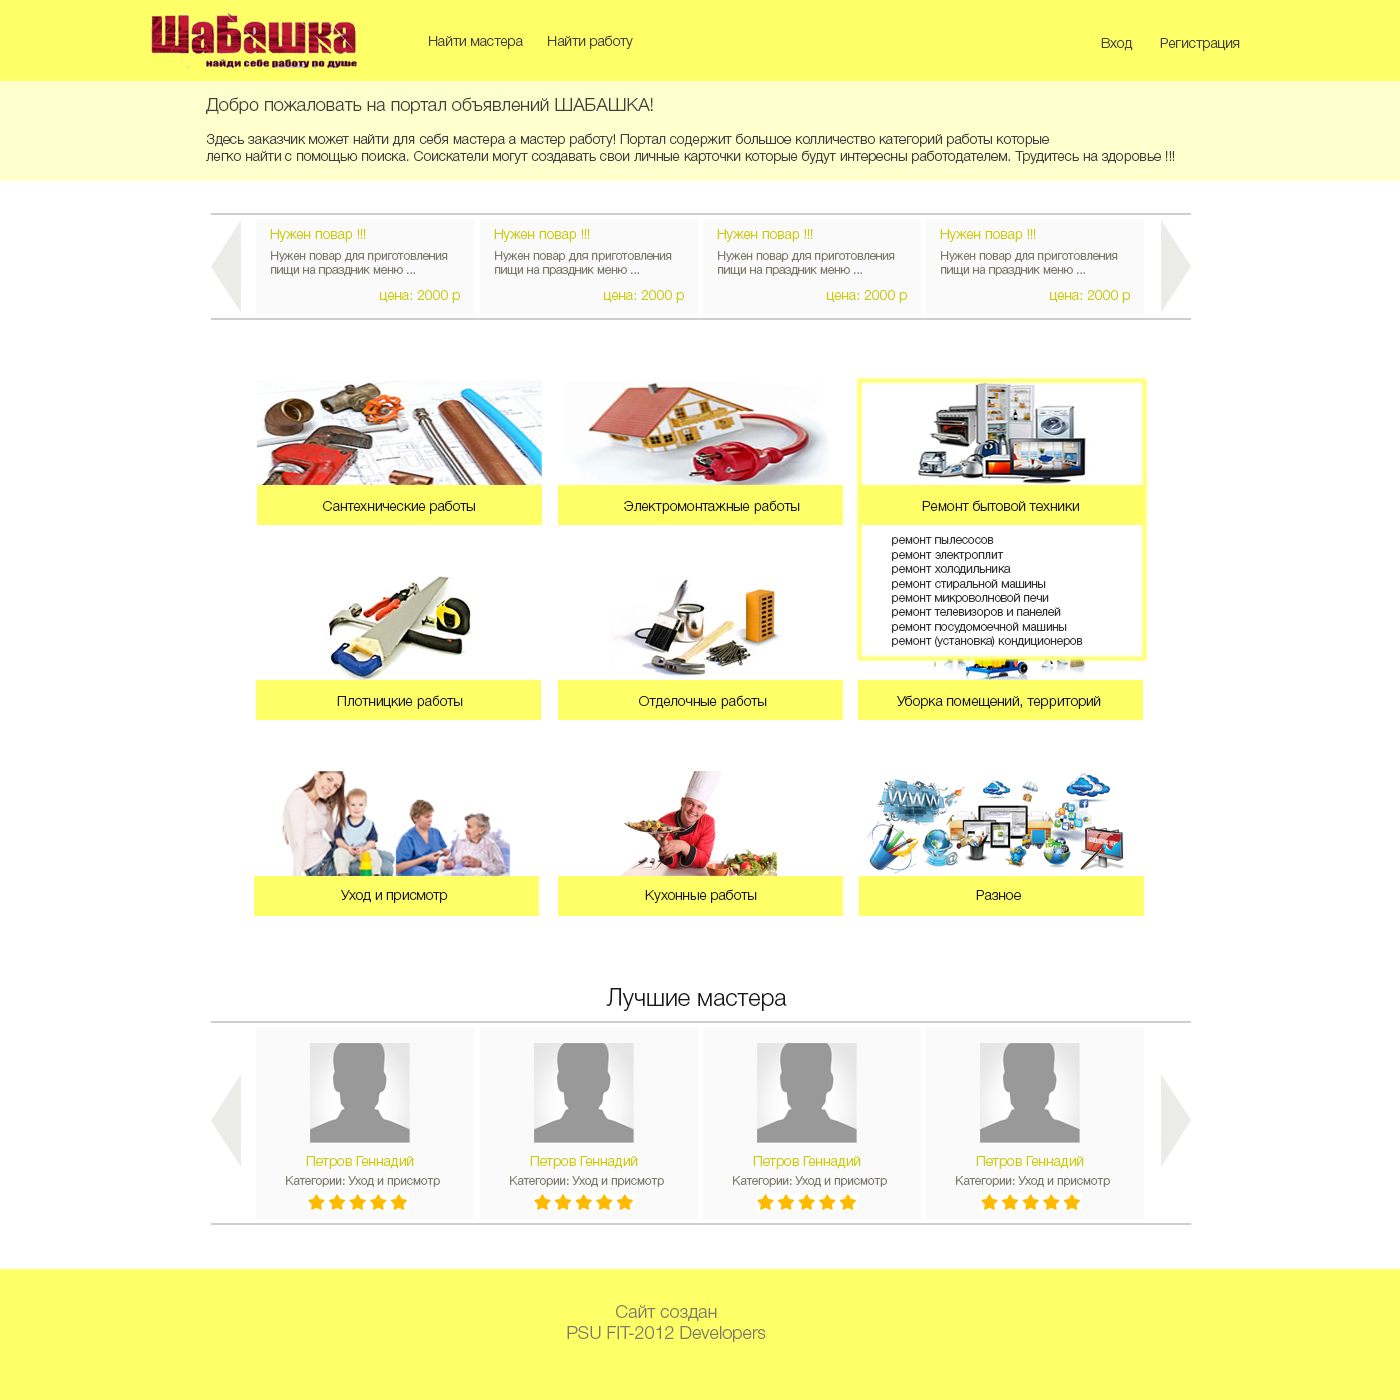 ШаБашка
найди себе работу по душе
Найти мастера
Найти работу
Вход
Регистрация
Добро пожаловать на портал объявлений ШАБАШКА!
Здесь заказчик может найти для себя мастера а мастер работу! Портал содержит большое колличество категорий работы которые
легко найти с помощью поиска. Соискатели могут создавать свои личные карточки которые будут интересны работодателем. Трудитесь на здоровье !!!
Нужен повар !!!
Нужен повар для приготовления
пищи на праздник меню ...
цена: 2000 р
Нужен повар !!!
Нужен повар для приготовления
пищи на праздник меню ...
цена: 2000 р
Нужен повар !!!
Нужен повар для приготовления
пищи на праздник меню ...
цена: 2000 р
Нужен повар !!!
Нужен повар для приготовления
пищи на праздник меню ...
цена: 2000 р
Сантехнические работы
Электромонтажные работы
Ремонт бытовой техники
ремонт пылесосов
ремонт электроплит
ремонт холодильника
ремонт стиральной машины
ремонт микроволновой печи
ремонт телевизоров и панелей
ремонт посудомоечной машины
ремонт (установка) кондиционеров
Плотницкие работы
Отделочные работы
Уборка помещений, территорий
WWW
Уход и присмотр
Кухонные работы
Разное
Лучшие мастера
Петров Геннадий
Категории: Уход и присмотр
Петров Геннадий
Категории: Уход и присмотр
Петров Геннадий
Категории: Уход и присмотр
Петров Геннадий
Категории: Уход и присмотр
Сайт создан
PSU FIT-2012 Developers